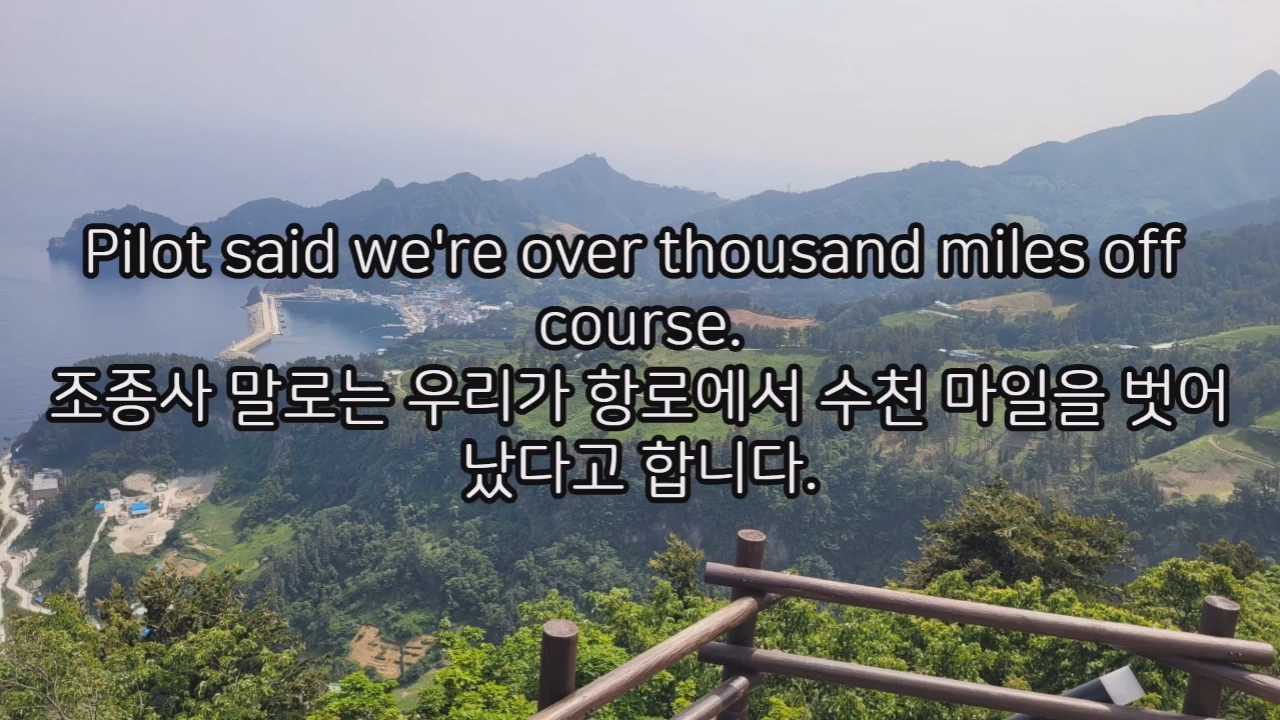 Pilot said we're over thousand miles off
course.
조종사 말로는 우리가 항로에서 수천 마일을 벗어
났다고 합니다.